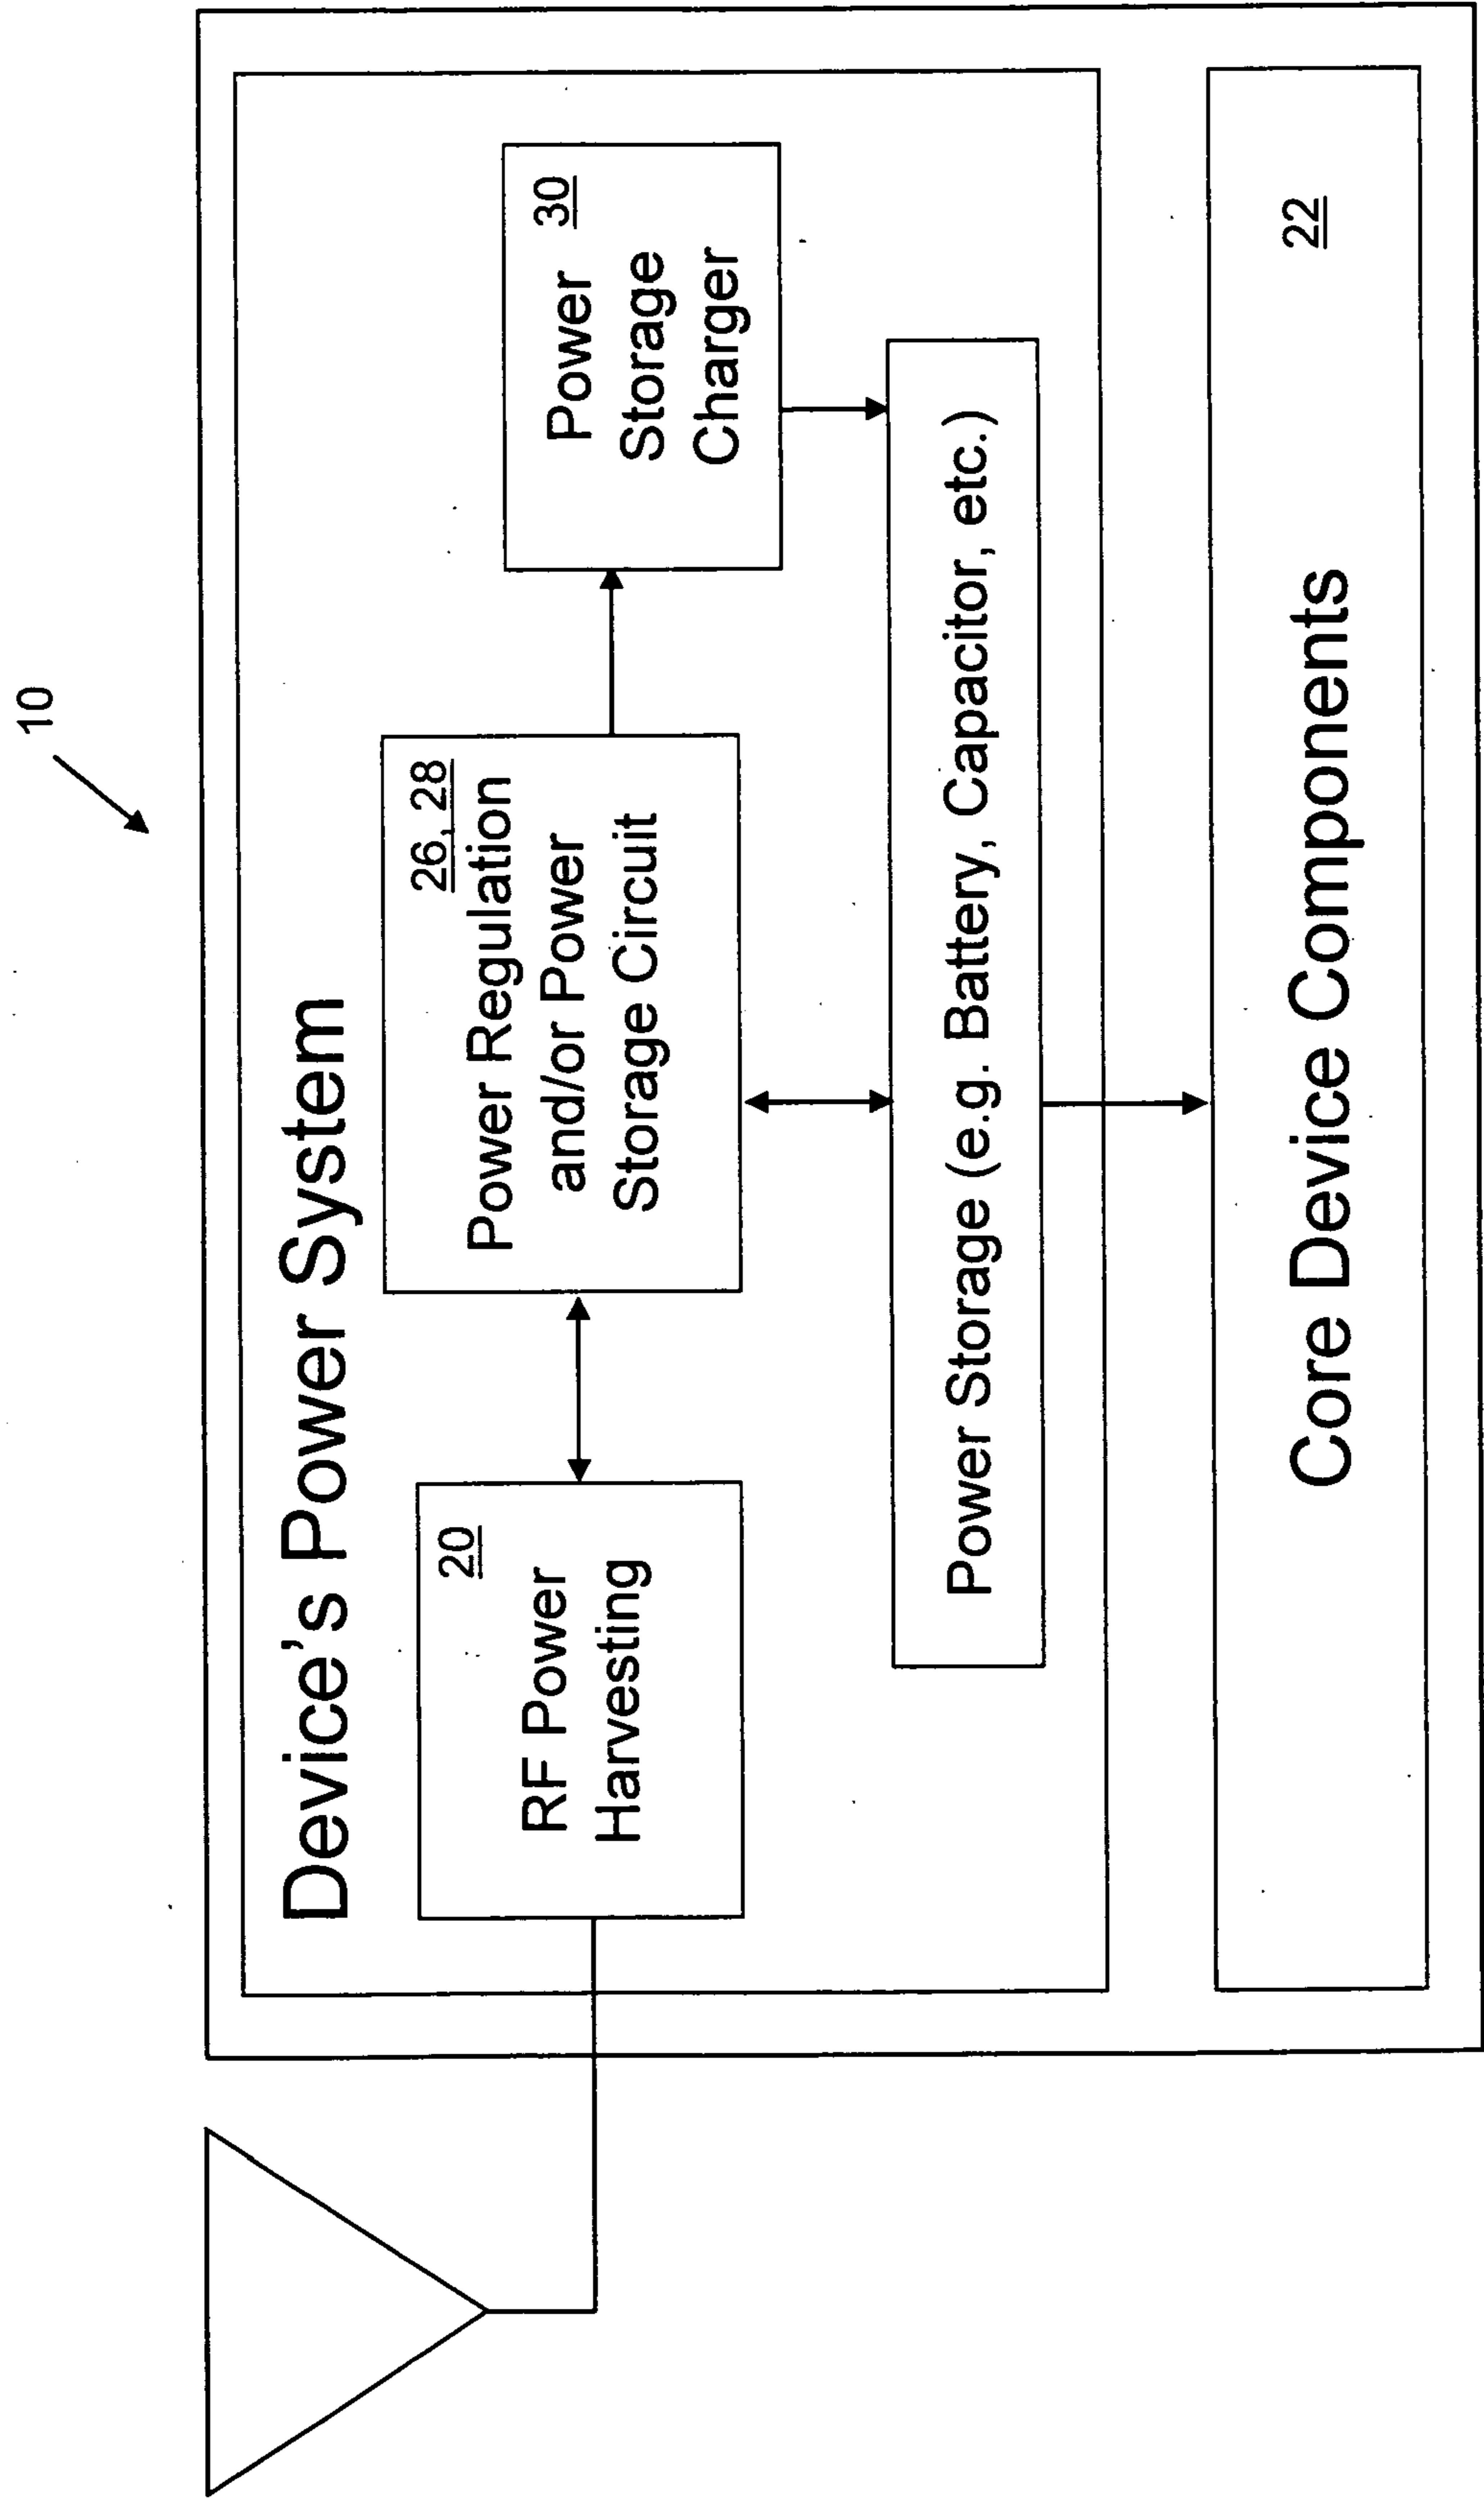 10
Device's Power System
20
RF Power
Harvesting
26, 28
Power Regulation
and/or Power
Storage Circuit
30
Power
Storage
Charger
Power Storage (e.g. Battery, Capacitor, etc.)
22
Core Device Components